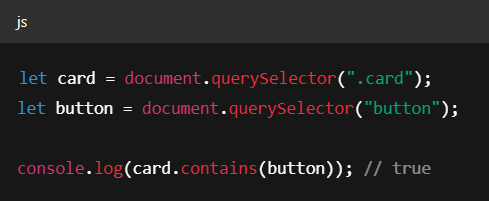 js
let card = document.querySelector(".card");
let button = document.querySelector("button");
console.log(card.contains(button)); // true